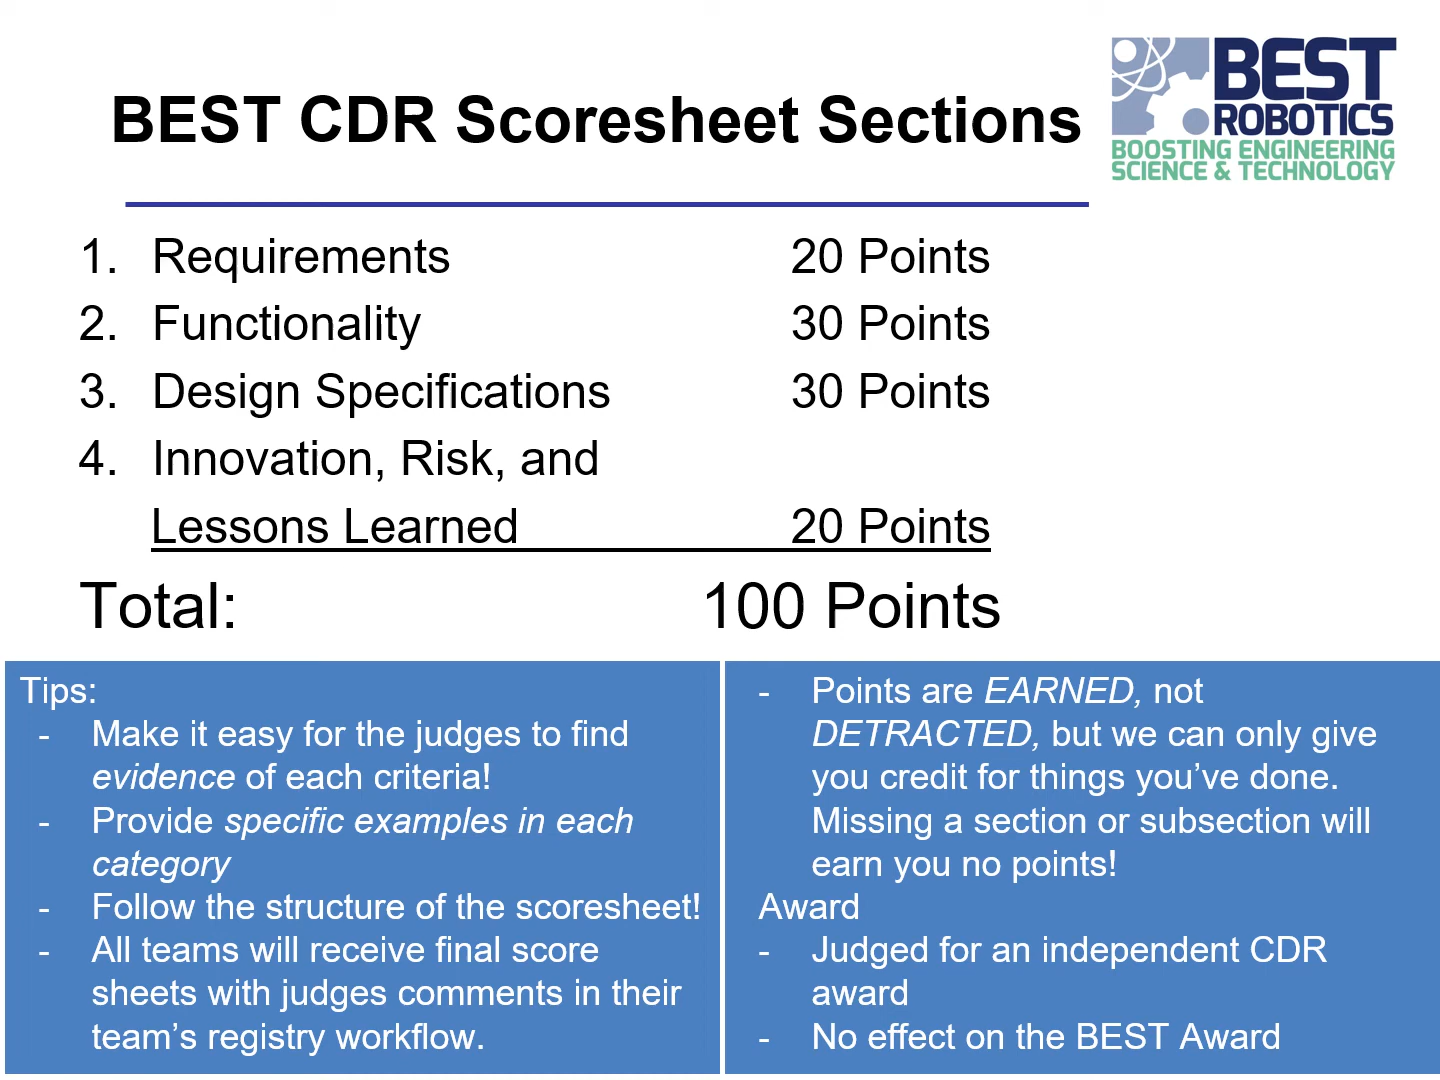 BEST CDR Scoresheet Sections
BEST
ROBOTICS
BOOSTING ENGINEERING
SCIENCE & TECHNOLOGY
1. Requirements 20 Points
2. Functionality 30 Points
3. Design Specifications 30 Points
4. Innovation, Risk, and
Lessons Learned 20 Points
Total: 100 Points
Tips:
- Make it easy for the judges to find
evidence of each criteria!
- Provide specific examples in each
category
- Follow the structure of the scoresheet!
- All teams will receive final score
sheets with judges comments in their
team’s registry workflow.
- Points are EARNED, not
DETRACTED, but we can only give
you credit for things you’ve done.
Missing a section or subsection will
earn you no points!
Award
- Judged for an independent CDR
award
- No effect on the BEST Award